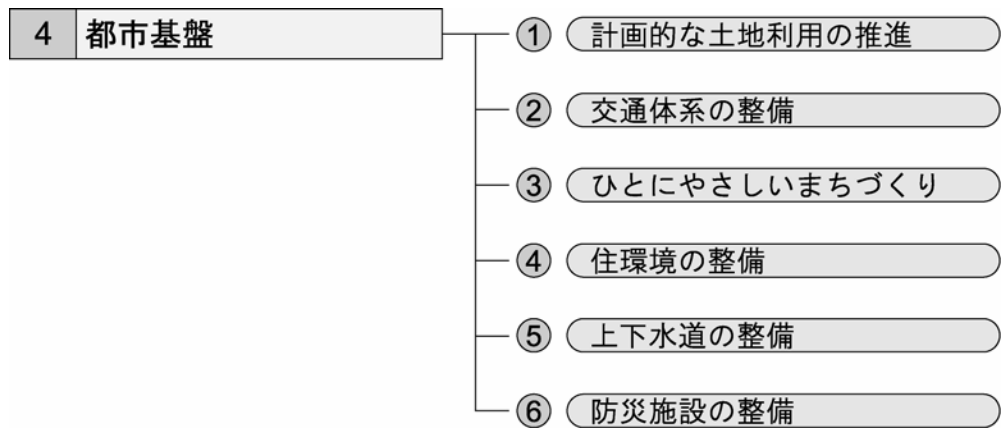 4 都市基盤
① 計画的な土地利用の推進
② 交通体系の整備
③ ひとにやさしいまちづくり
④ 住環境の整備
⑤ 上下水道の整備
⑥ 防災施設の整備